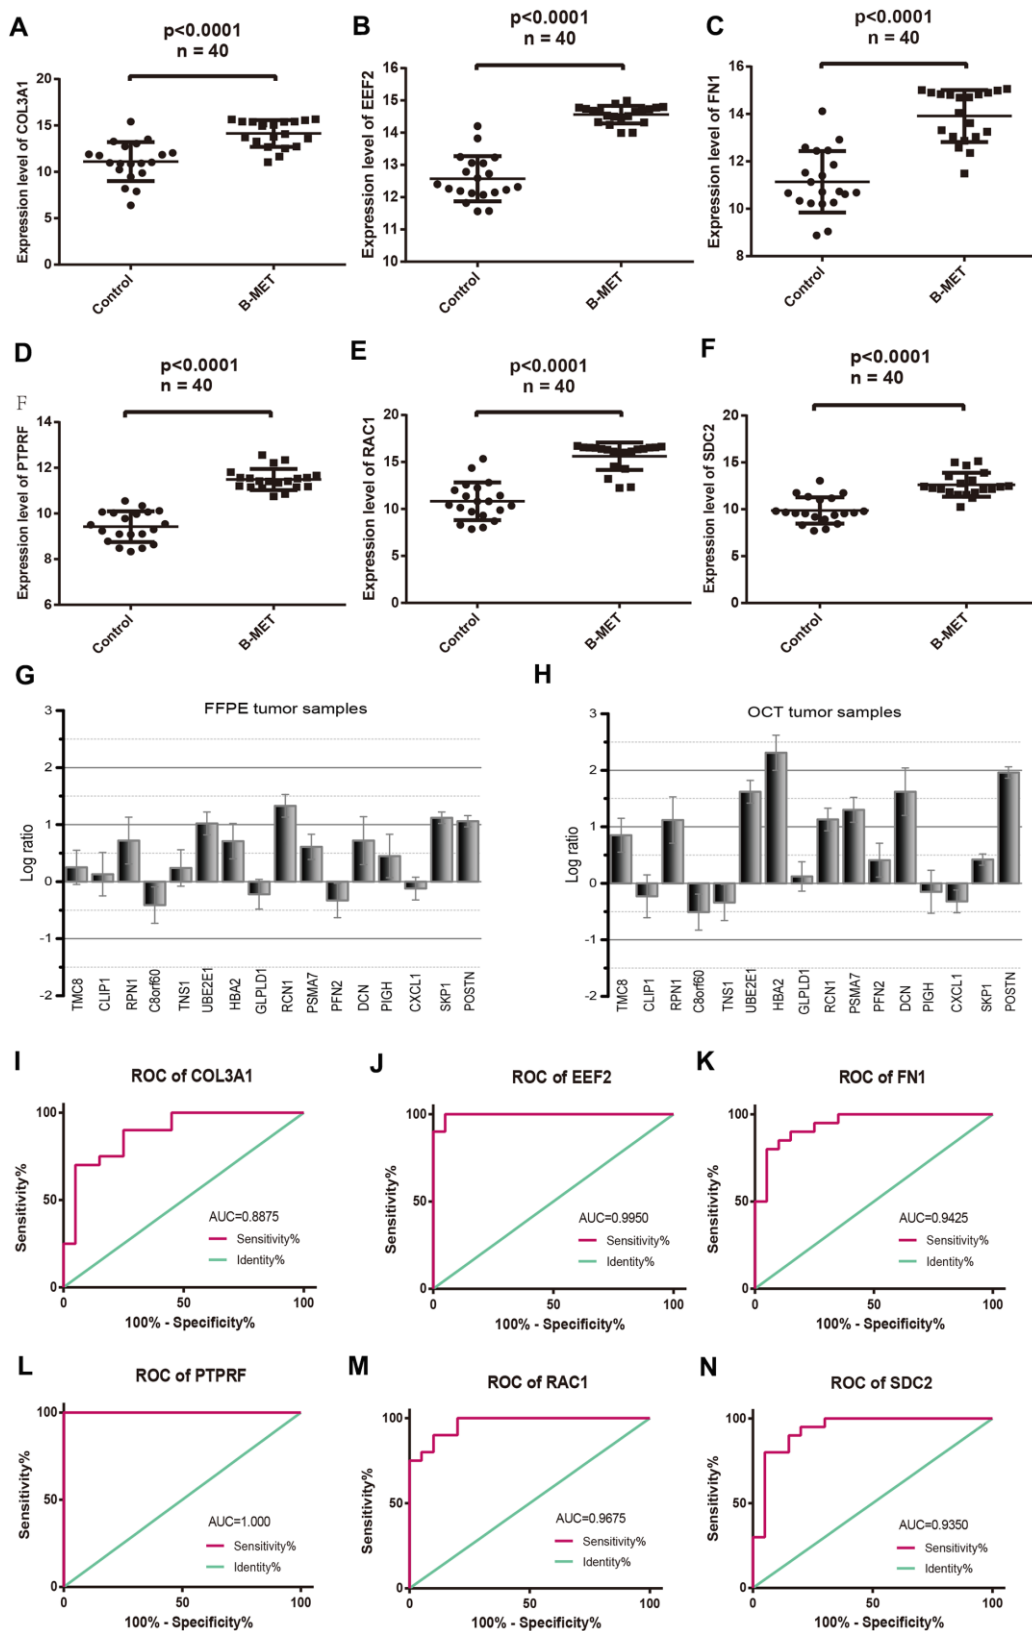 A
p<0.0001
n = 40
Expression level of COL3A1
20
15
10
5
0
Control
B-MET
B
p<0.0001
n = 40
Expression level of EEF2
16
15
14
13
12
11
10
Control
B-MET
C
p<0.0001
n = 40
Expression level of FN1
16
14
12
10
8
Control
B-MET
D
p<0.0001
n = 40
F
Expression level of PTPRF
14
12
10
8
6
Control
B-MET
E
p<0.0001
n = 40
Expression level of RAC1
20
15
10
5
0
Control
B-MET
F
p<0.0001
n = 40
Expression level of SDC2
20
15
10
5
0
Control
B-MET
G
FFPE tumor samples
Log ratio
3
2
1
0
-1
-2
TMC8
CLIP1
RPN1
C8orf60
TNS1
UBE2E1
HBA2
GLPLD1
RCN1
PSMA7
PFN2
DCN
PIGH
CXCL1
SKP1
POSTN
H
OCT tumor samples
Log ratio
3
2
1
0
-1
-2
TMC8
CLIP1
RPN1
C8orf60
TNS1
UBE2E1
HBA2
GLPLD1
RCN1
PSMA7
PFN2
DCN
PIGH
CXCL1
SKP1
POSTN
I
ROC of COL3A1
Sensitivity%
100
50
0
AUC=0.8875
Sensitivity%
Identity%
0 50 100
100% - Specificity%
J
ROC of EEF2
Sensitivity%
100
50
0
AUC=0.9950
Sensitivity%
Identity%
0 50 100
100% - Specificity%
K
ROC of FN1
Sensitivity%
100
50
0
AUC=0.9425
Sensitivity%
Identity%
0 50 100
100% - Specificity%
L
ROC of PTPRF
Sensitivity%
100
50
0
AUC=1.000
Sensitivity%
Identity%
0 50 100
100% - Specificity%
M
ROC of RAC1
Sensitivity%
100
50
0
AUC=0.9675
Sensitivity%
Identity%
0 50 100
100% - Specificity%
N
ROC of SDC2
Sensitivity%
100
50
0
AUC=0.9350
Sensitivity%
Identity%
0 50 100
100% - Specificity%